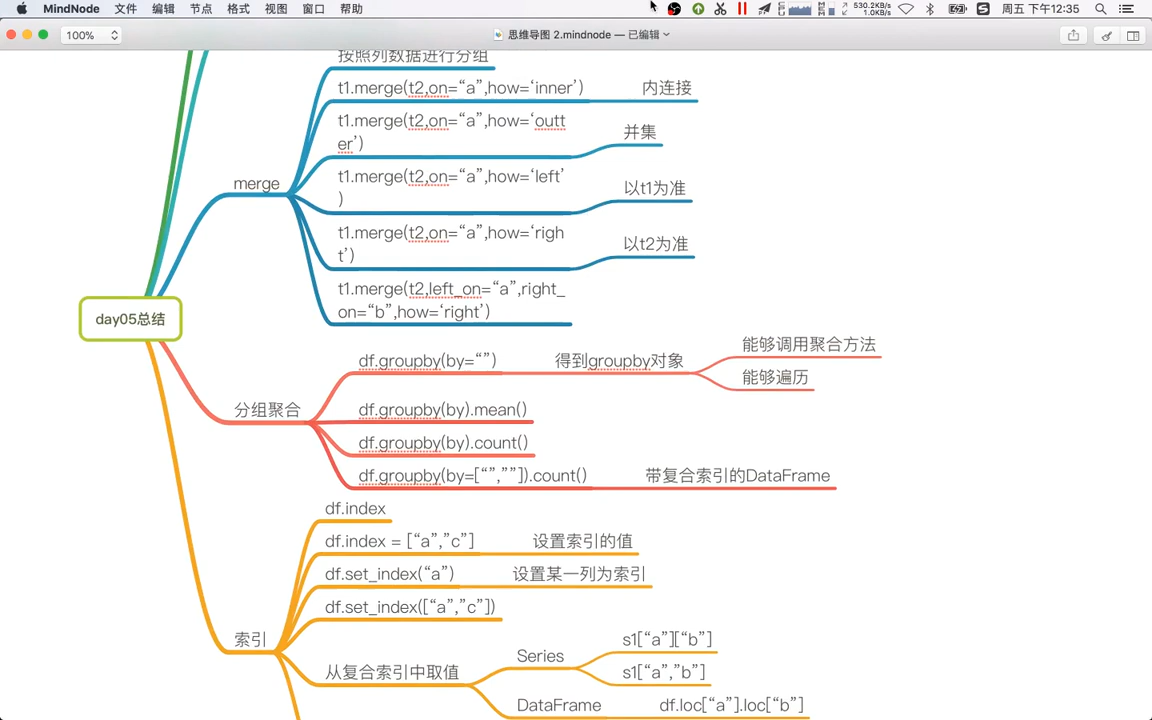 MindNode 文件 编辑 节点 格式 视图 窗口 帮助 530.2KB/s 1.0KB/s 周五 下午12:35
100% 思维导图 2.mindnode — 已编辑
按照列数据进行分组
t1.merge(t2,on=“a”,how=‘inner’) 内连接
t1.merge(t2,on=“a”,how=‘outt
er’)
并集
t1.merge(t2,on=“a”,how=‘left’
)
以t1为准
merge
t1.merge(t2,on=“a”,how=‘righ
t’)
以t2为准
t1.merge(t2,left_on=“a”,right_
on=“b”,how=‘right’)
day05总结
df.groupby(by=“”) 得到groupby对象
能够调用聚合方法
能够遍历
分组聚合
df.groupby(by).mean()
df.groupby(by).count()
df.groupby(by=[“”,””]).count() 带复合索引的DataFrame
df.index
df.index = [“a”,”c”] 设置索引的值
df.set_index(“a”) 设置某一列为索引
df.set_index([“a”,”c”])
索引
从复合索引中取值
Series
s1[“a”][“b”]
s1[“a”,”b”]
DataFrame df.loc[“a”].loc[“b”]